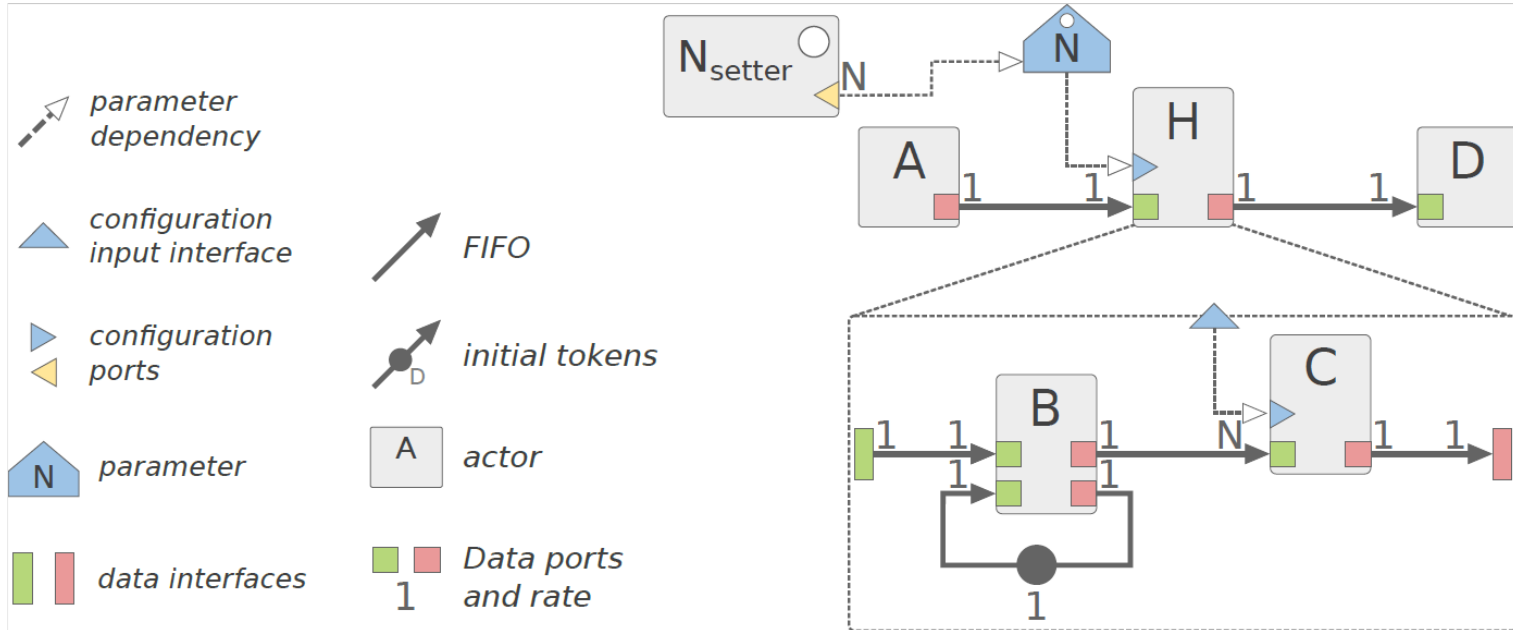 parameter
dependency
configuration
input interface
FIFO
configuration
ports
D
initial tokens
N
parameter
A
actor
data interfaces
Data ports
and rate
1
N
setter
N
N
A
1
1
H
1
1
D
1
1
B
1
N
C
1
1
1
1
1